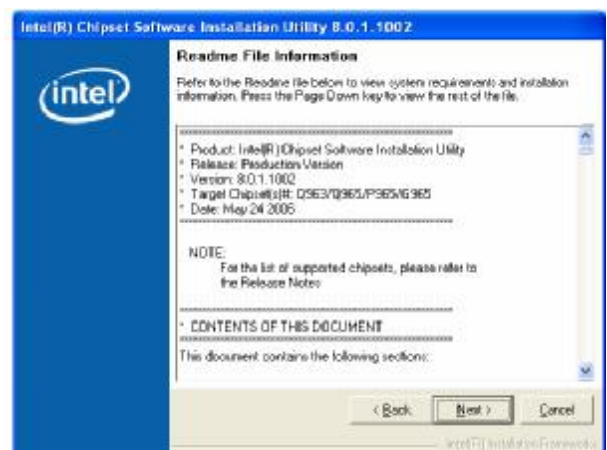 Intel(R) Chipset Software Installation Utility 8.0.1.1002
Readme File Information
intel
Refer to the Readme file below to view system requirements and installation
information. Press the Page Down key to view the rest of the file.
************************************************************
* Product: Intel(R) Chipset Software Installation Utility
* Release: Production Version
* Version: 8.0.1.1002
* Target Chipset(s)#: Q963/Q965/P965/G965
* Date: May 24 2006
************************************************************
NOTE:
For the list of supported chipsets, please refer to
the Release Notes
************************************************************
* CONTENTS OF THIS DOCUMENT
************************************************************
This document contains the following sections:
< Back
Next >
Cancel
Intel(R) Installation Frameworks